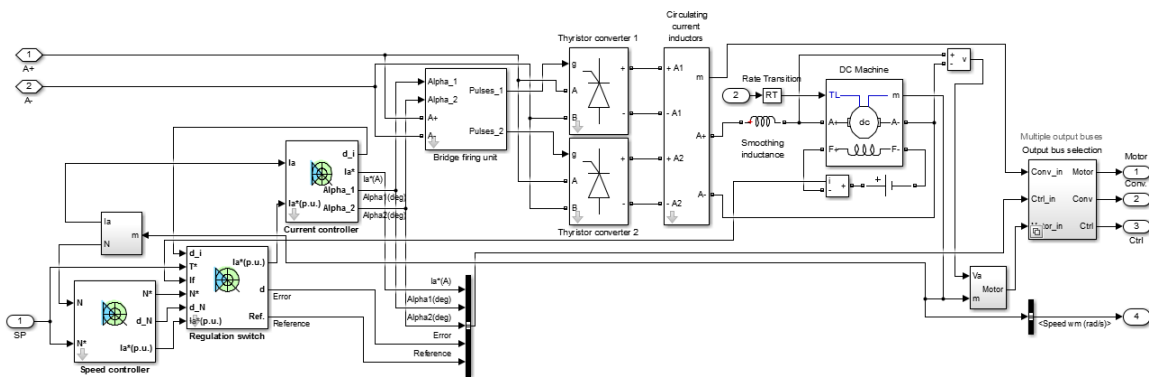 1
A+
2
A-
Alpha_1
Alpha_2
A+
A-
Pulses_1
Pulses_2
Bridge firing unit
Thyristor converter 1
g
A
B
+
-
g
A
B
+
-
Thyristor converter 2
Circulating
current
inductors
+ A1
- A1
+ A2
- A2
m
A+
A-
Smoothing
inductance
Rate Transition
2
RT
DC Machine
TL
m
A+
dc
A-
F+
F-
+
-
v
i
+
-
+
Multiple output buses
Output bus selection
Conv_in
Ctrl_in
Motor_in
Motor
Conv
Ctrl
Motor
1
Conv.
2
3
Ctrl
Va
m
Motor
<Speed wm (rad/s)>
4
Ia
Ia*(p.u.)
d_i
Ia*
Alpha_1
Alpha_2
Current controller
Ia*(A)
Alpha1(deg)
Alpha2(deg)
Ia
N
m
d_i
T*
If
N*
d_N
Ia*(p.u.)
Ia*(p.u.)
d
Ref.
Regulation switch
Error
Reference
1
SP
N
N*
N*
d_N
Ia*(p.u.)
Speed controller
Ia*(A)
Alpha1(deg)
Alpha2(deg)
Error
Reference